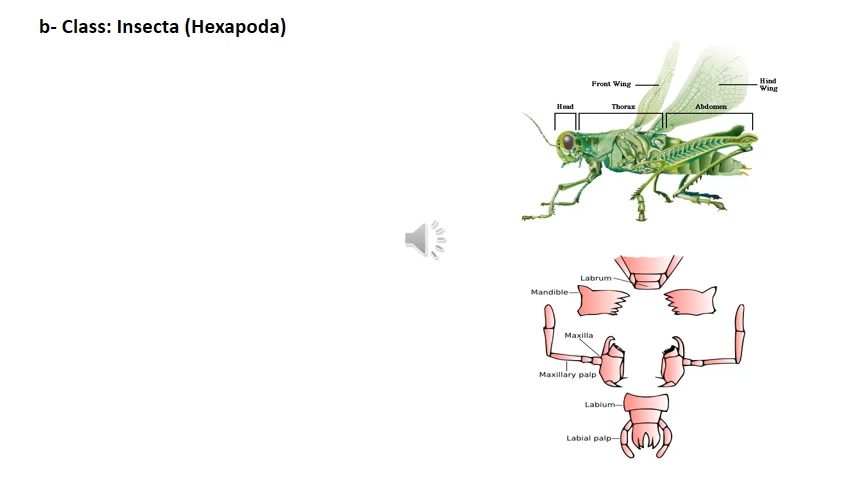 b- Class: Insecta (Hexapoda)
Front Wing
Hind
Wing
Head
Thorax
Abdomen
Labrum
Mandible
Maxilla
Maxillary palp
Labium
Labial palp